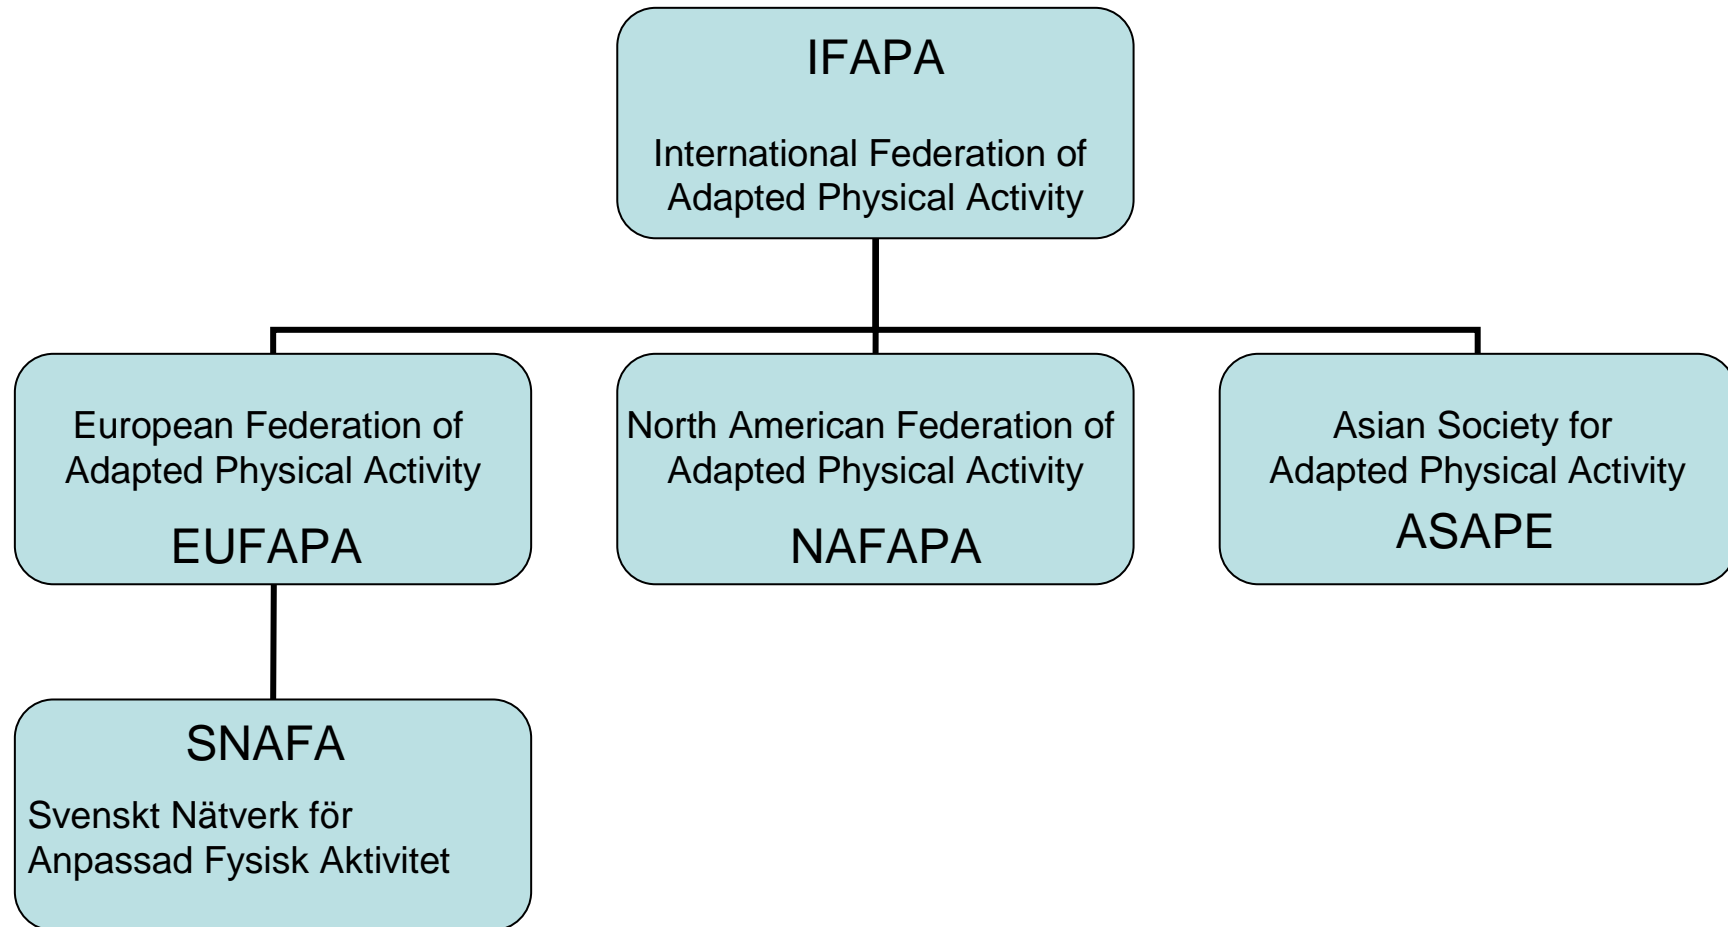 IFAPA
International Federation of
Adapted Physical Activity
European Federation of
Adapted Physical Activity
EUFAPA
North American Federation of
Adapted Physical Activity
NAFAPA
Asian Society for
Adapted Physical Activity
ASAPE
SNAFA
Svenskt Nätverk för
Anpassad Fysisk Aktivitet